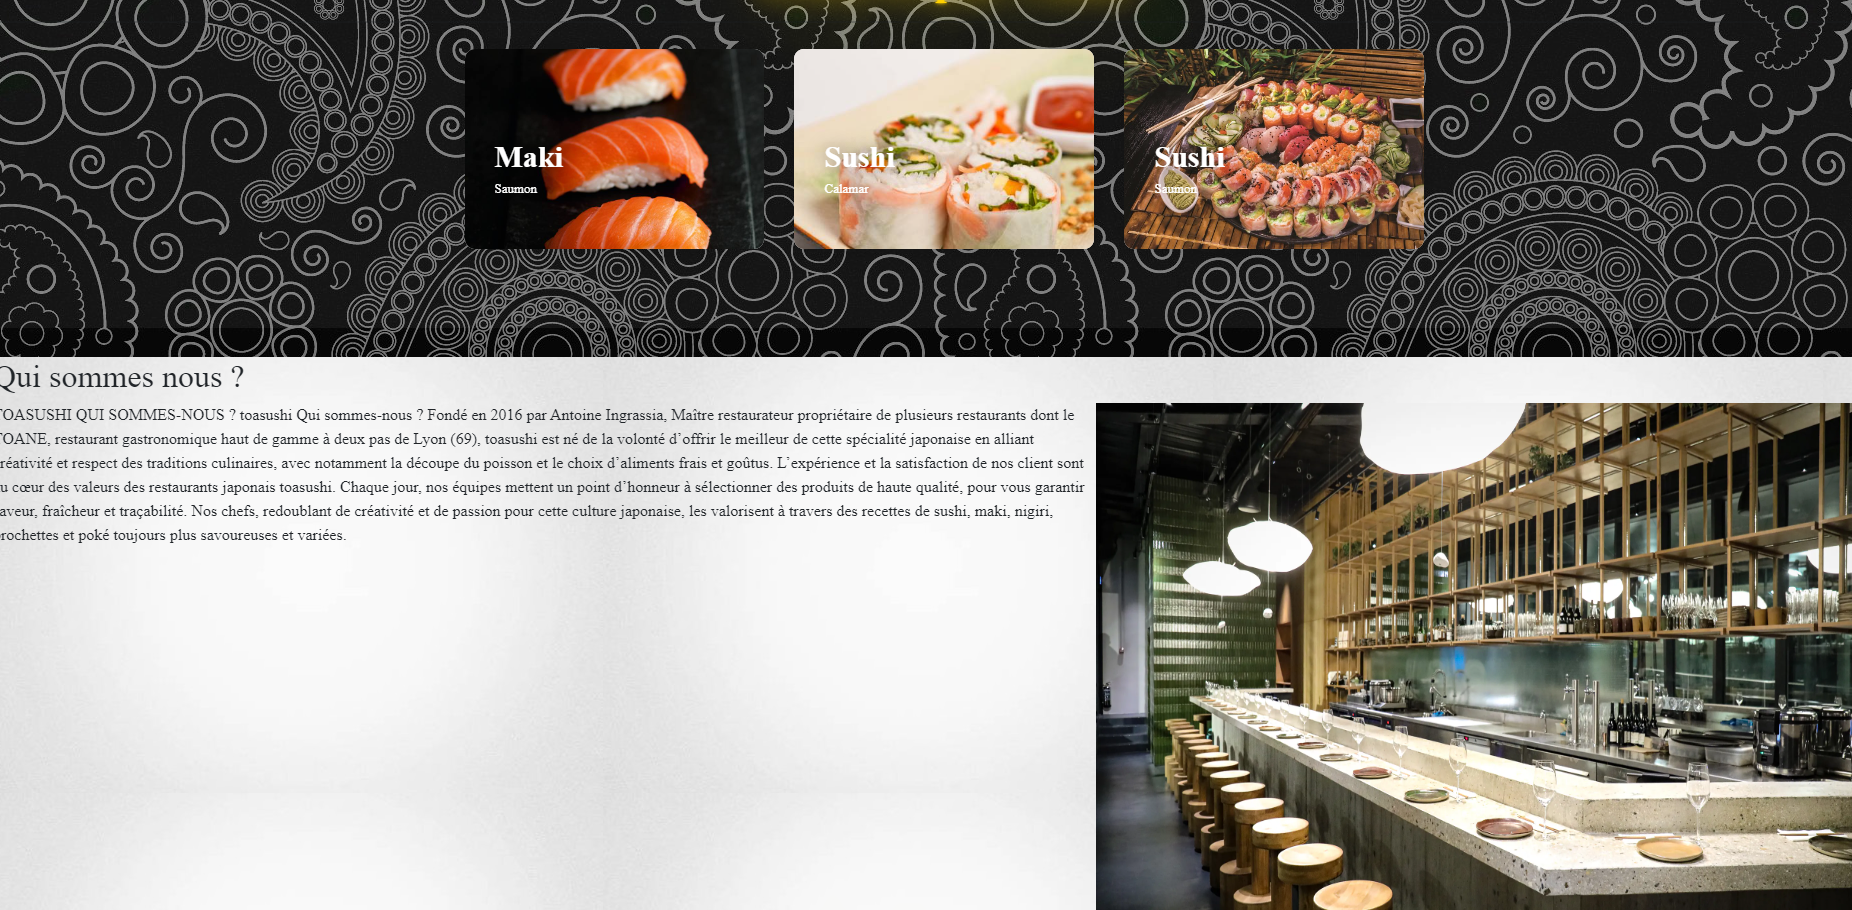 Maki
Saumon
Sushi
Calamar
Sushi
Saumon
Qui sommes nous ?
TOASUSHI QUI SOMMES-NOUS ? toasushi Qui sommes-nous ? Fondé en 2016 par Antoine Ingrassia, Maître restaurateur propriétaire de plusieurs restaurants dont le
TOANE, restaurant gastronomique haut de gamme à deux pas de Lyon (69), toasushi est né de la volonté d’offrir le meilleur de cette spécialité japonaise en alliant
réativité et respect des traditions culinaires, avec notamment la découpe du poisson et le choix d’aliments frais et goûtus. L’expérience et la satisfaction de nos client sont
u cœur des valeurs des restaurants japonais toasushi. Chaque jour, nos équipes mettent un point d’honneur à sélectionner des produits de haute qualité, pour vous garantir
aveur, fraîcheur et traçabilité. Nos chefs, redoublant de créativité et de passion pour cette culture japonaise, les valorisent à travers des recettes de sushi, maki, nigiri,
rochettes et poké toujours plus savoureuses et variées.